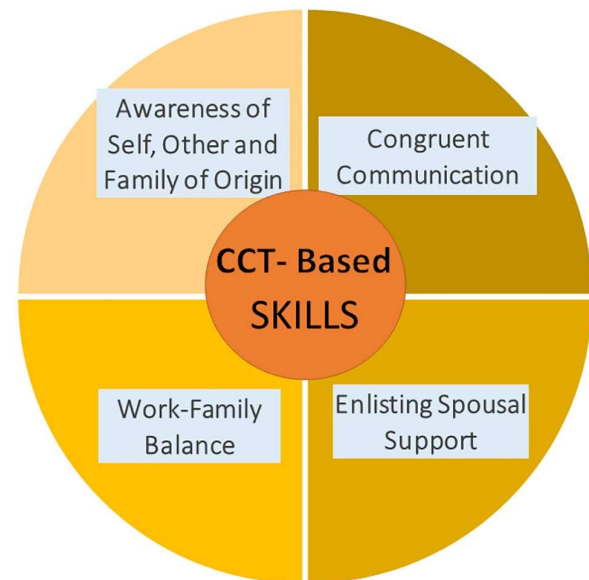 Awareness of
Self, Other and
Family of Origin
Congruent
Communication
CCT- Based
SKILLS
Work-Family
Balance
Enlisting Spousal
Support